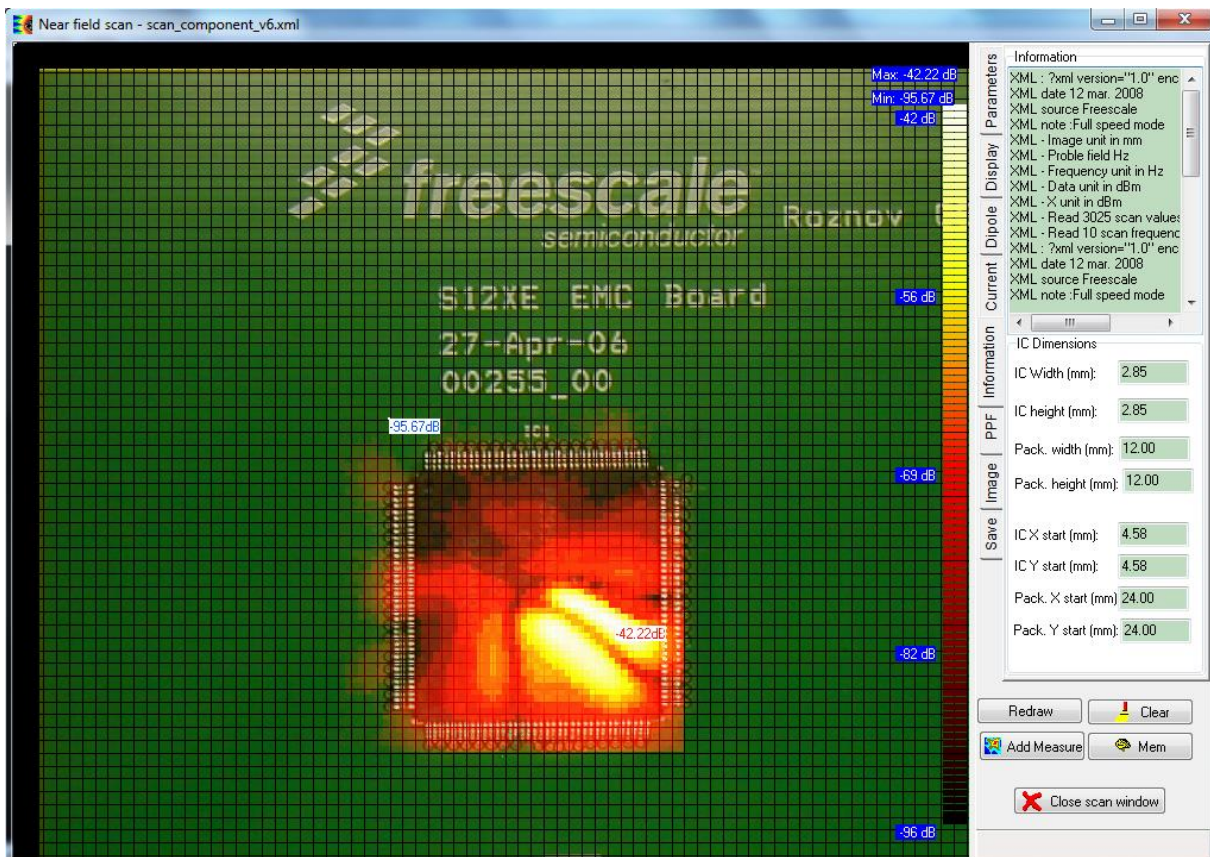 Near field scan - scan_component_v6.xml
Max: -42.22 dB
Min: -95.67 dB
-42 dB
freescale
semiconductor
Roznov
S12XE EMC Board
-56 dB
27-Apr-06
00255_00
-95.67dB
IC1
-69 dB
-42.22dB
-82 dB
-96 dB
Parameters
Display
Dipole
Current
Information
PPF
Image
Save
Information
XML : ?xml version="1.0" enc
XML date 12 mar. 2008
XML source Freescale
XML note :Full speed mode
XML - Image unit in mm
XML - Proble field Hz
XML - Frequency unit in Hz
XML - Data unit in dBm
XML - X unit in dBm
XML - Read 3025 scan values
XML - Read 10 scan frequenc
XML : ?xml version="1.0" enc
XML date 12 mar. 2008
XML source Freescale
XML note :Full speed mode
IC Dimensions
IC Width (mm): 2.85
IC height (mm): 2.85
Pack. width (mm): 12.00
Pack. height (mm): 12.00
IC X start (mm): 4.58
IC Y start (mm): 4.58
Pack. X start (mm) 24.00
Pack. Y start (mm): 24.00
Redraw
Clear
Add Measure
Mem
Close scan window